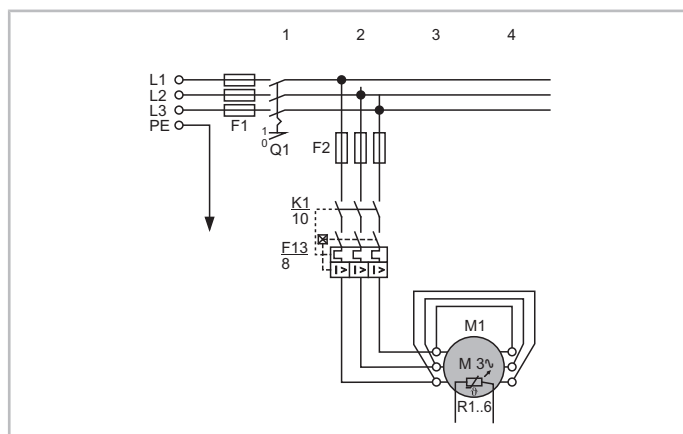 1 2 3 4
L1
L2
L3
PE
F1
1
0
Q1
F2
K1
10
F13
8
I> I> I>
M1
M 3∿
ϑ
R1..6